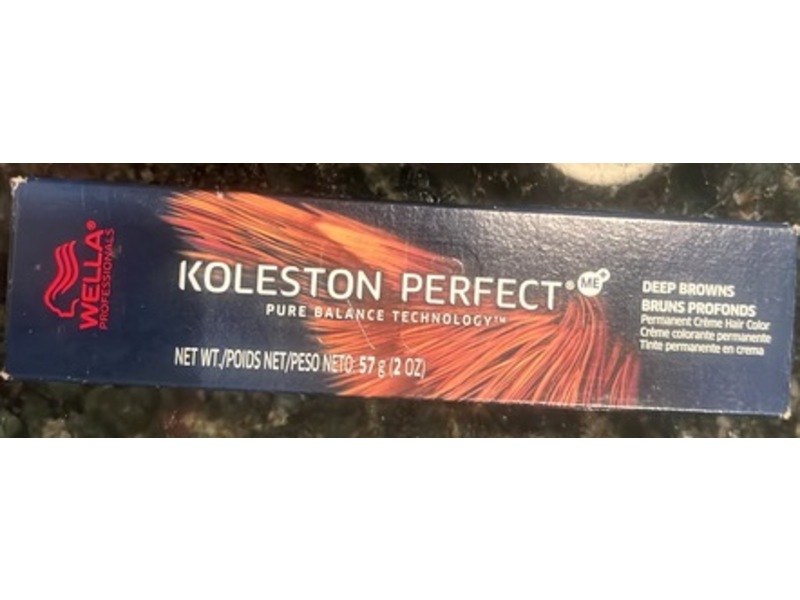 WELLA®
PROFESSIONALS
KOLESTON PERFECT® ME+
PURE BALANCE TECHNOLOGY™
NET WT./POIDS NET/PESO NETO: 57 g (2 OZ)
DEEP BROWNS
BRUNS PROFONDS
Permanent Crème Hair Color
Crème colorante permanente
Tinte permanente en crema